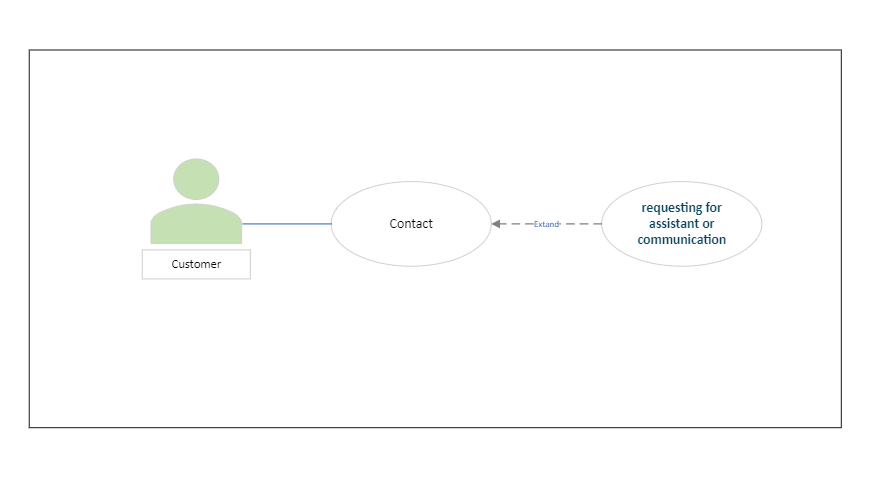 Contact
Extand
requesting for
assistant or
communication
Customer